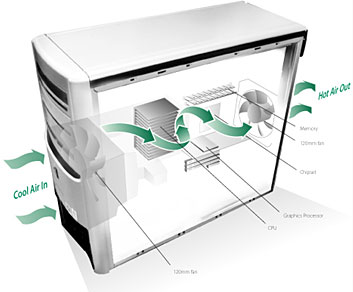 Hot Air Out
Memory
120mm fan
Chipset
Cool Air In
Graphics Processor
CPU
120mm fan